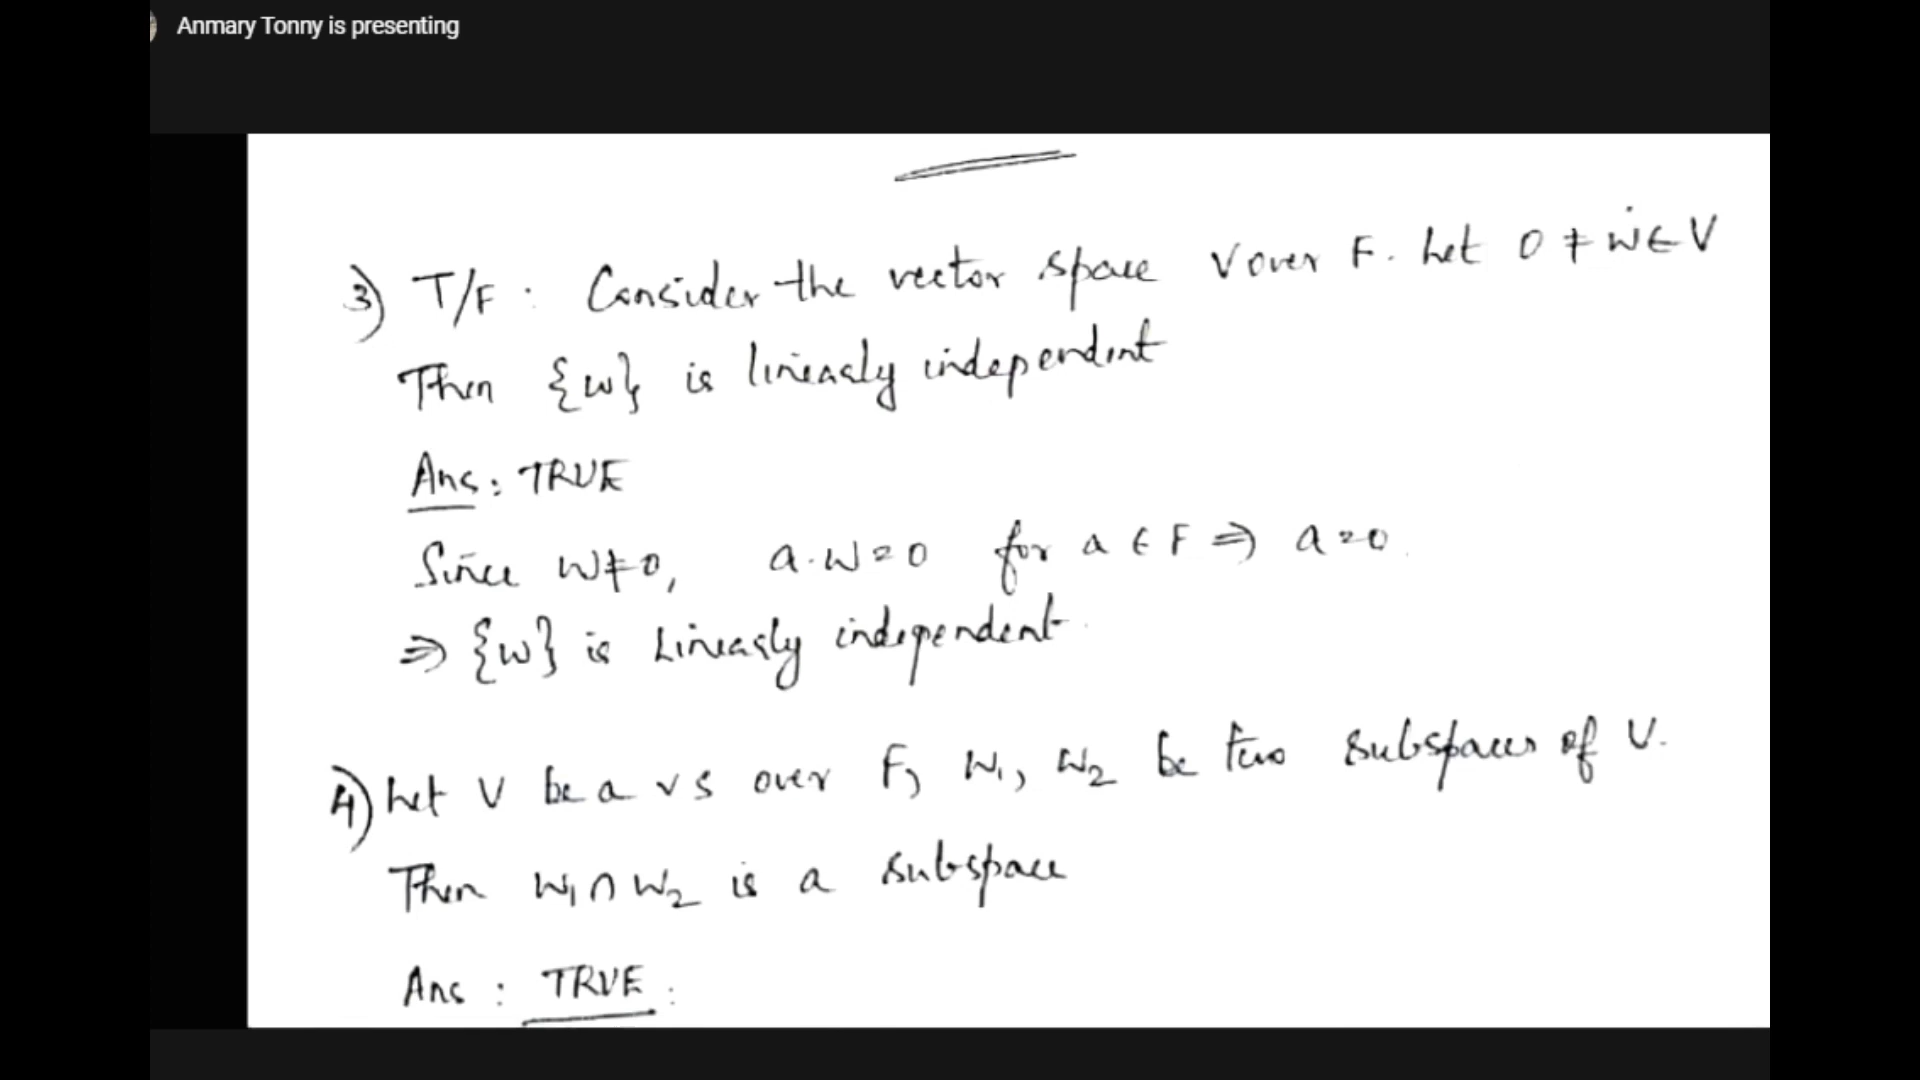 Anmary Tonny is presenting
3) T/F : Consider the vector space V over F. Let 0 ≠ w ∈ V
Then {w} is linearly independent
Ans : TRUE
Since w≠0, a.w=0 for a ∈ F ⇒ a=0.
⇒ {w} is Linearly independent.
4) Let V be a vs over F, W₁, W₂ be two subspaces of V.
Then W₁ ∩ W₂ is a subspace
Ans : TRUE :